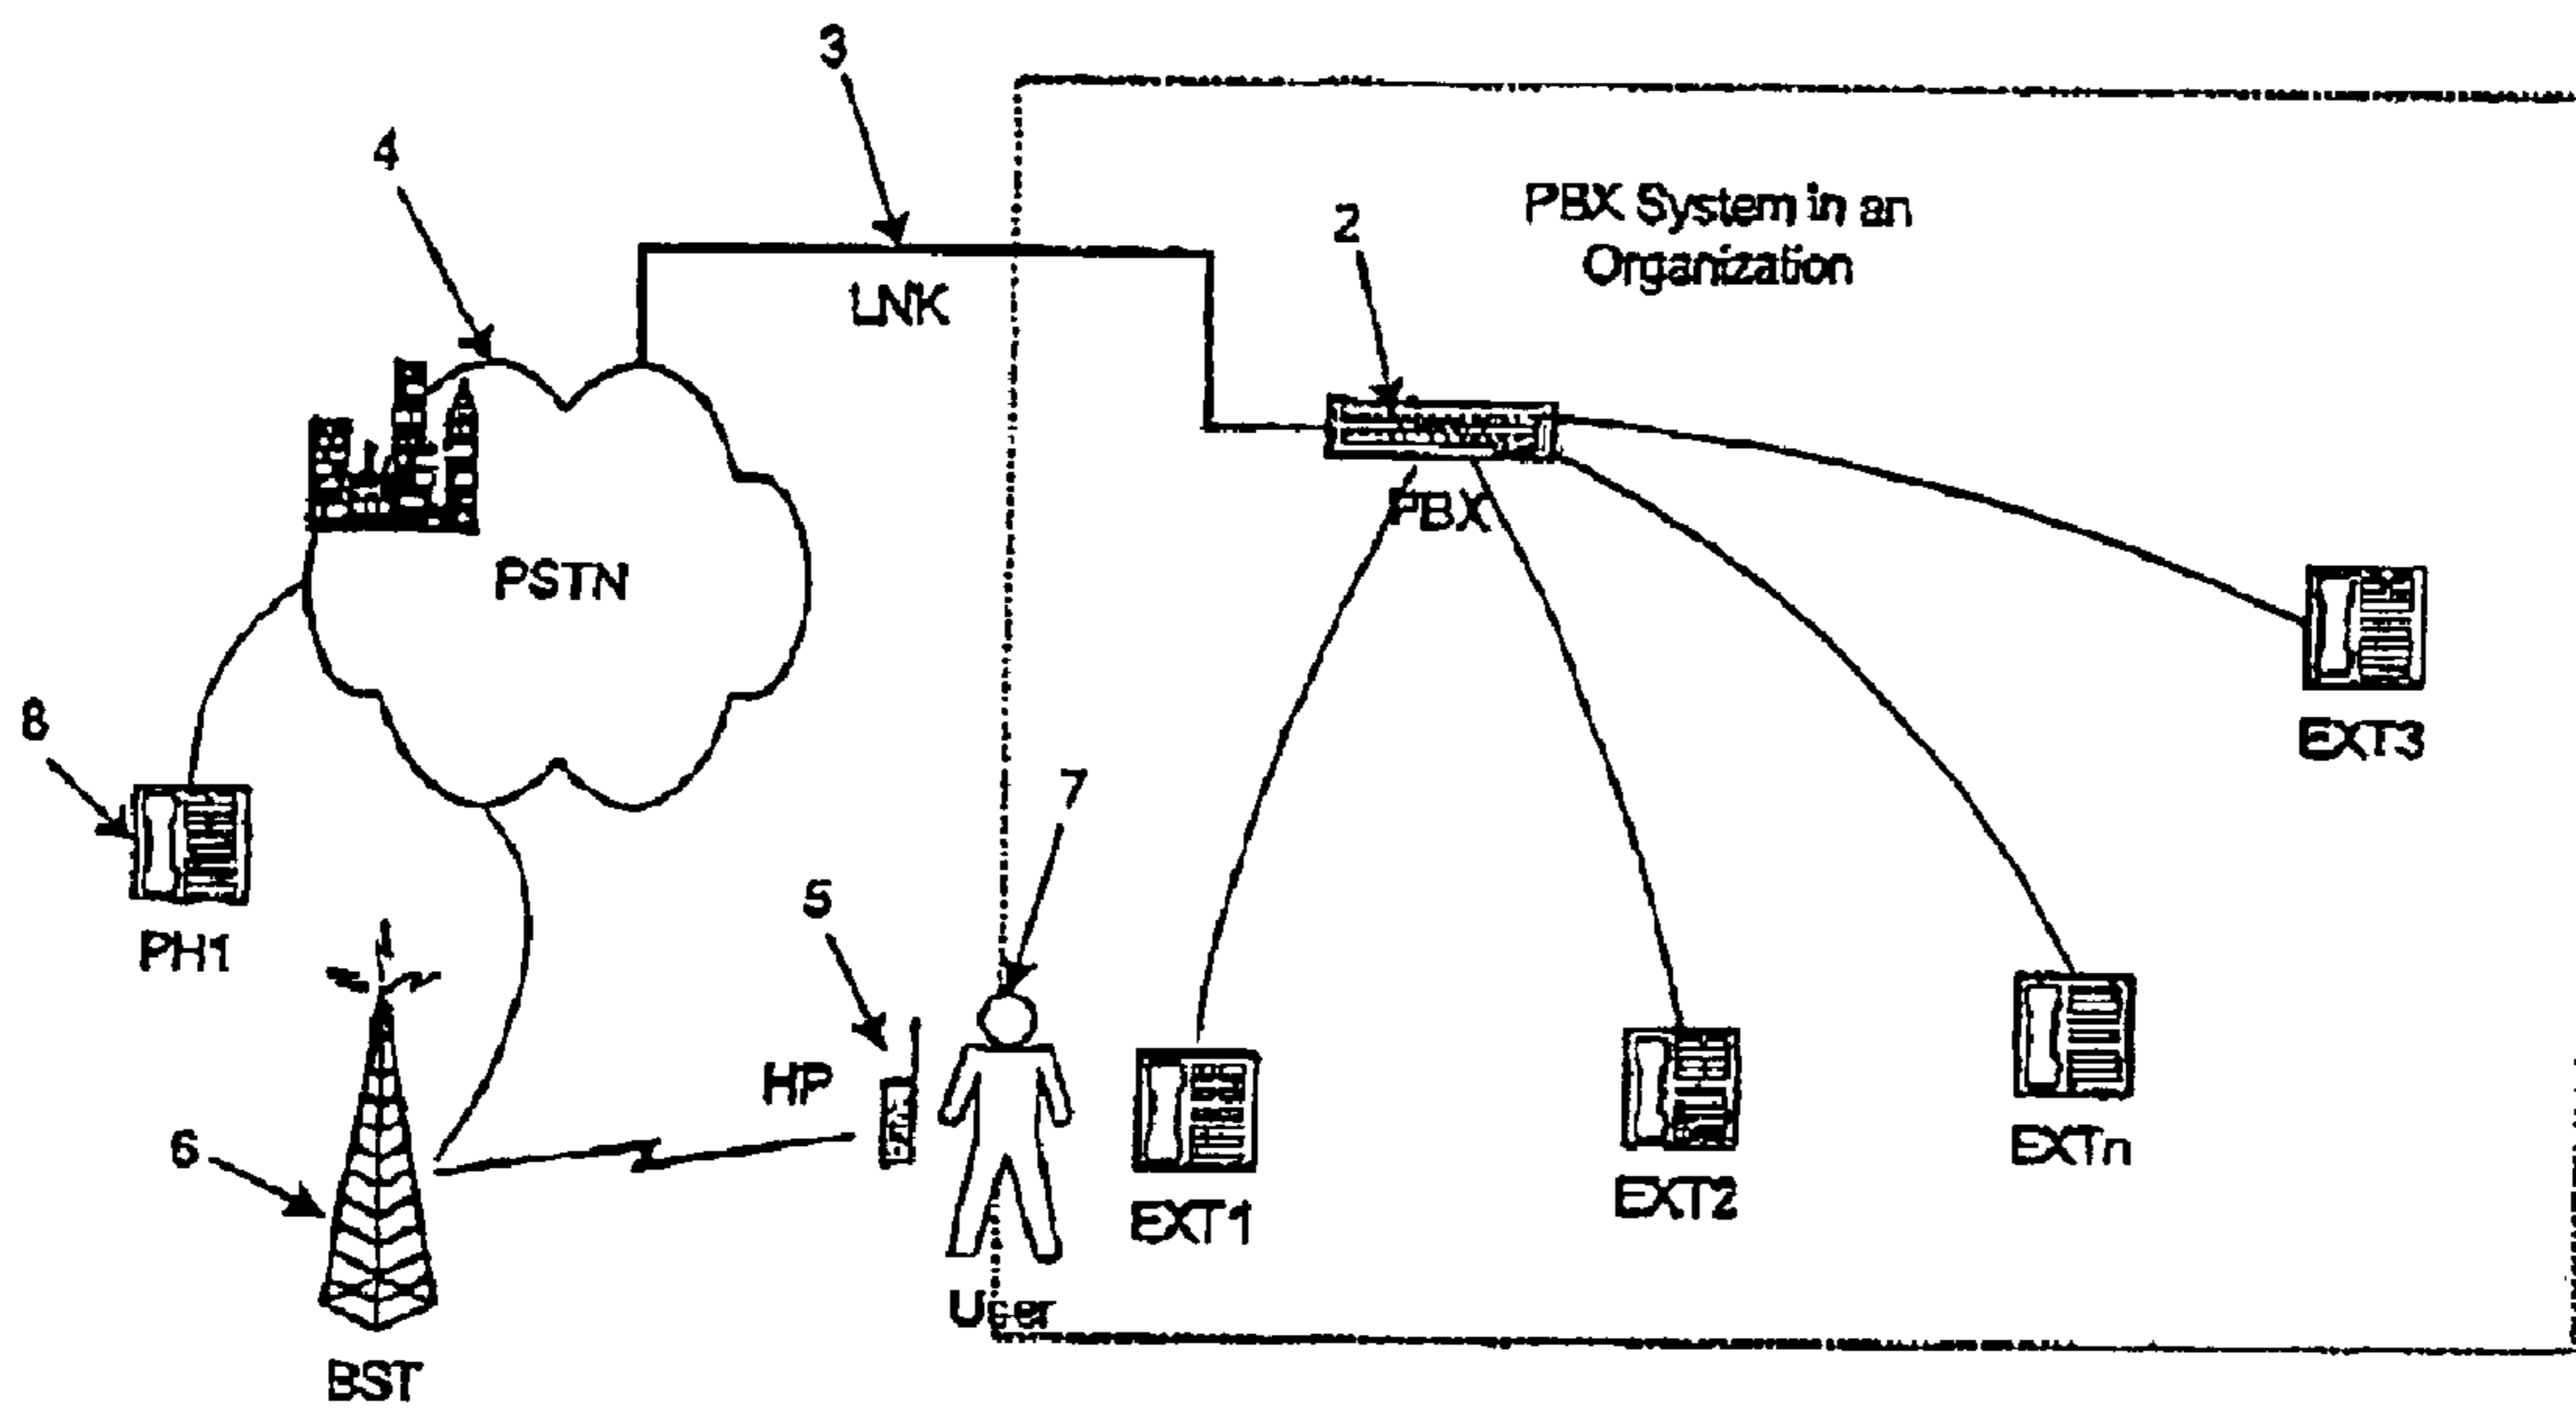 3
4
PBX System in an
Organization
2
LNK
PBX
PSTN
EXT3
8
7
5
PH1
HP
EXTn
6
EXT2
EXT1
User
BST